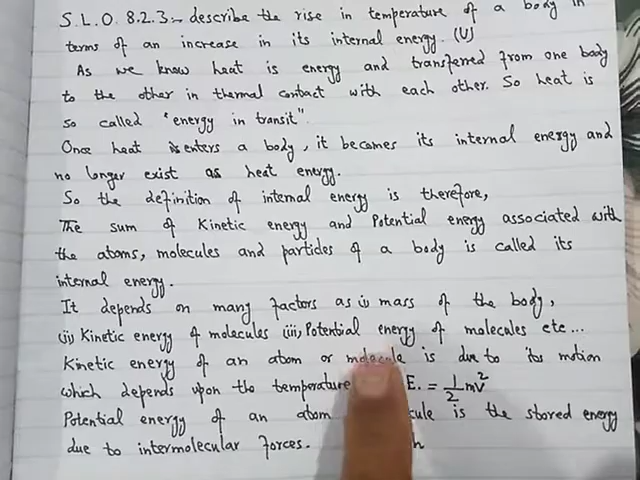 S.L.O. 8.2.3:- describe the rise in temperature of a body in
terms of an increase in its internal energy. (U)
As we know heat is energy and transferred from one body
to the other in thermal contact with each other. So heat is
so called "energy in transit".
Once heat enters a body, it becomes its internal energy and
no longer exist as heat energy.
So the definition of internal energy is therefore,
The sum of Kinetic energy and Potential energy associated with
the atoms, molecules and particles of a body is called its
internal energy.
It depends on many factors as (i) mass of the body,
(ii) Kinetic energy of molecules (iii) Potential energy of molecules etc...
Kinetic energy of an atom or molecule is due to its motion
which depends upon the temperature E. = 1/2 mv²
Potential energy of an atom is the stored energy
due to intermolecular forces.